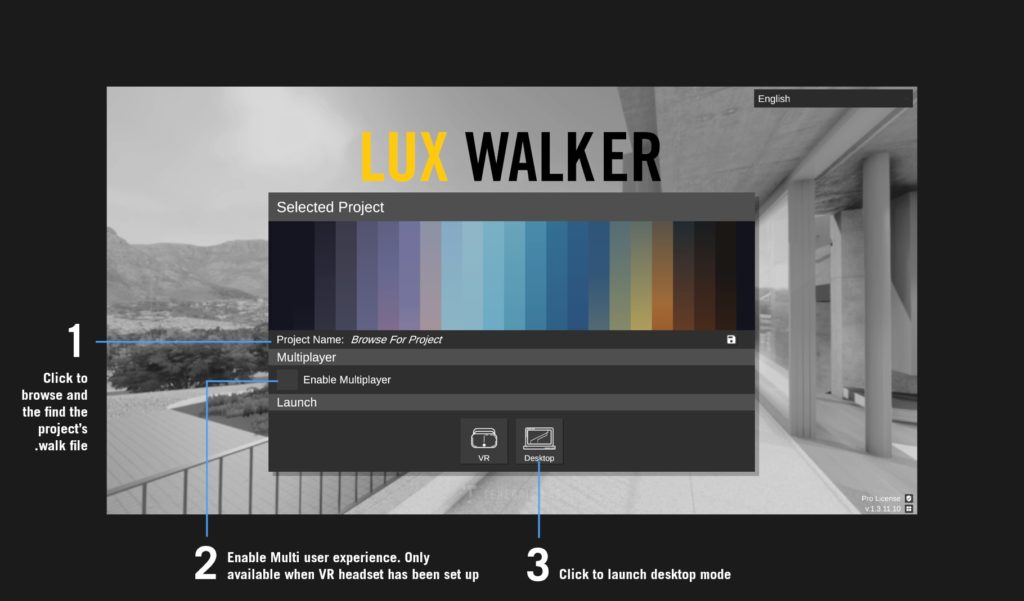 English
LUX WALKER
Selected Project
Project Name: Browse For Project
Multiplayer
Enable Multiplayer
Launch
VR
Desktop
Pro License
v.1.3.11.10
1
Click to
browse and
the find the
project's
.walk file
2
Enable Multi user experience. Only
available when VR headset has been set up
3
Click to launch desktop mode